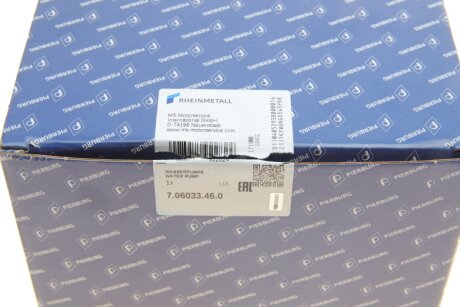 RHEINMETALL
MS Motorservice
International GmbH
D-74196 Neuenstadt
www.ms-motorservice.com
WASSERPUMPE
WATER PUMP
1x
EAC
7.06033.46.0
PIERBURG